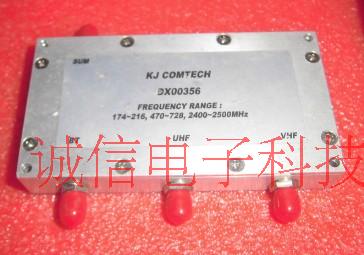 SUM
KJ COMTECH
DX00356
FREQUENCY RANGE :
174~216, 470~728, 2400~2500MHz
BT UHF VHF
诚信电子科技